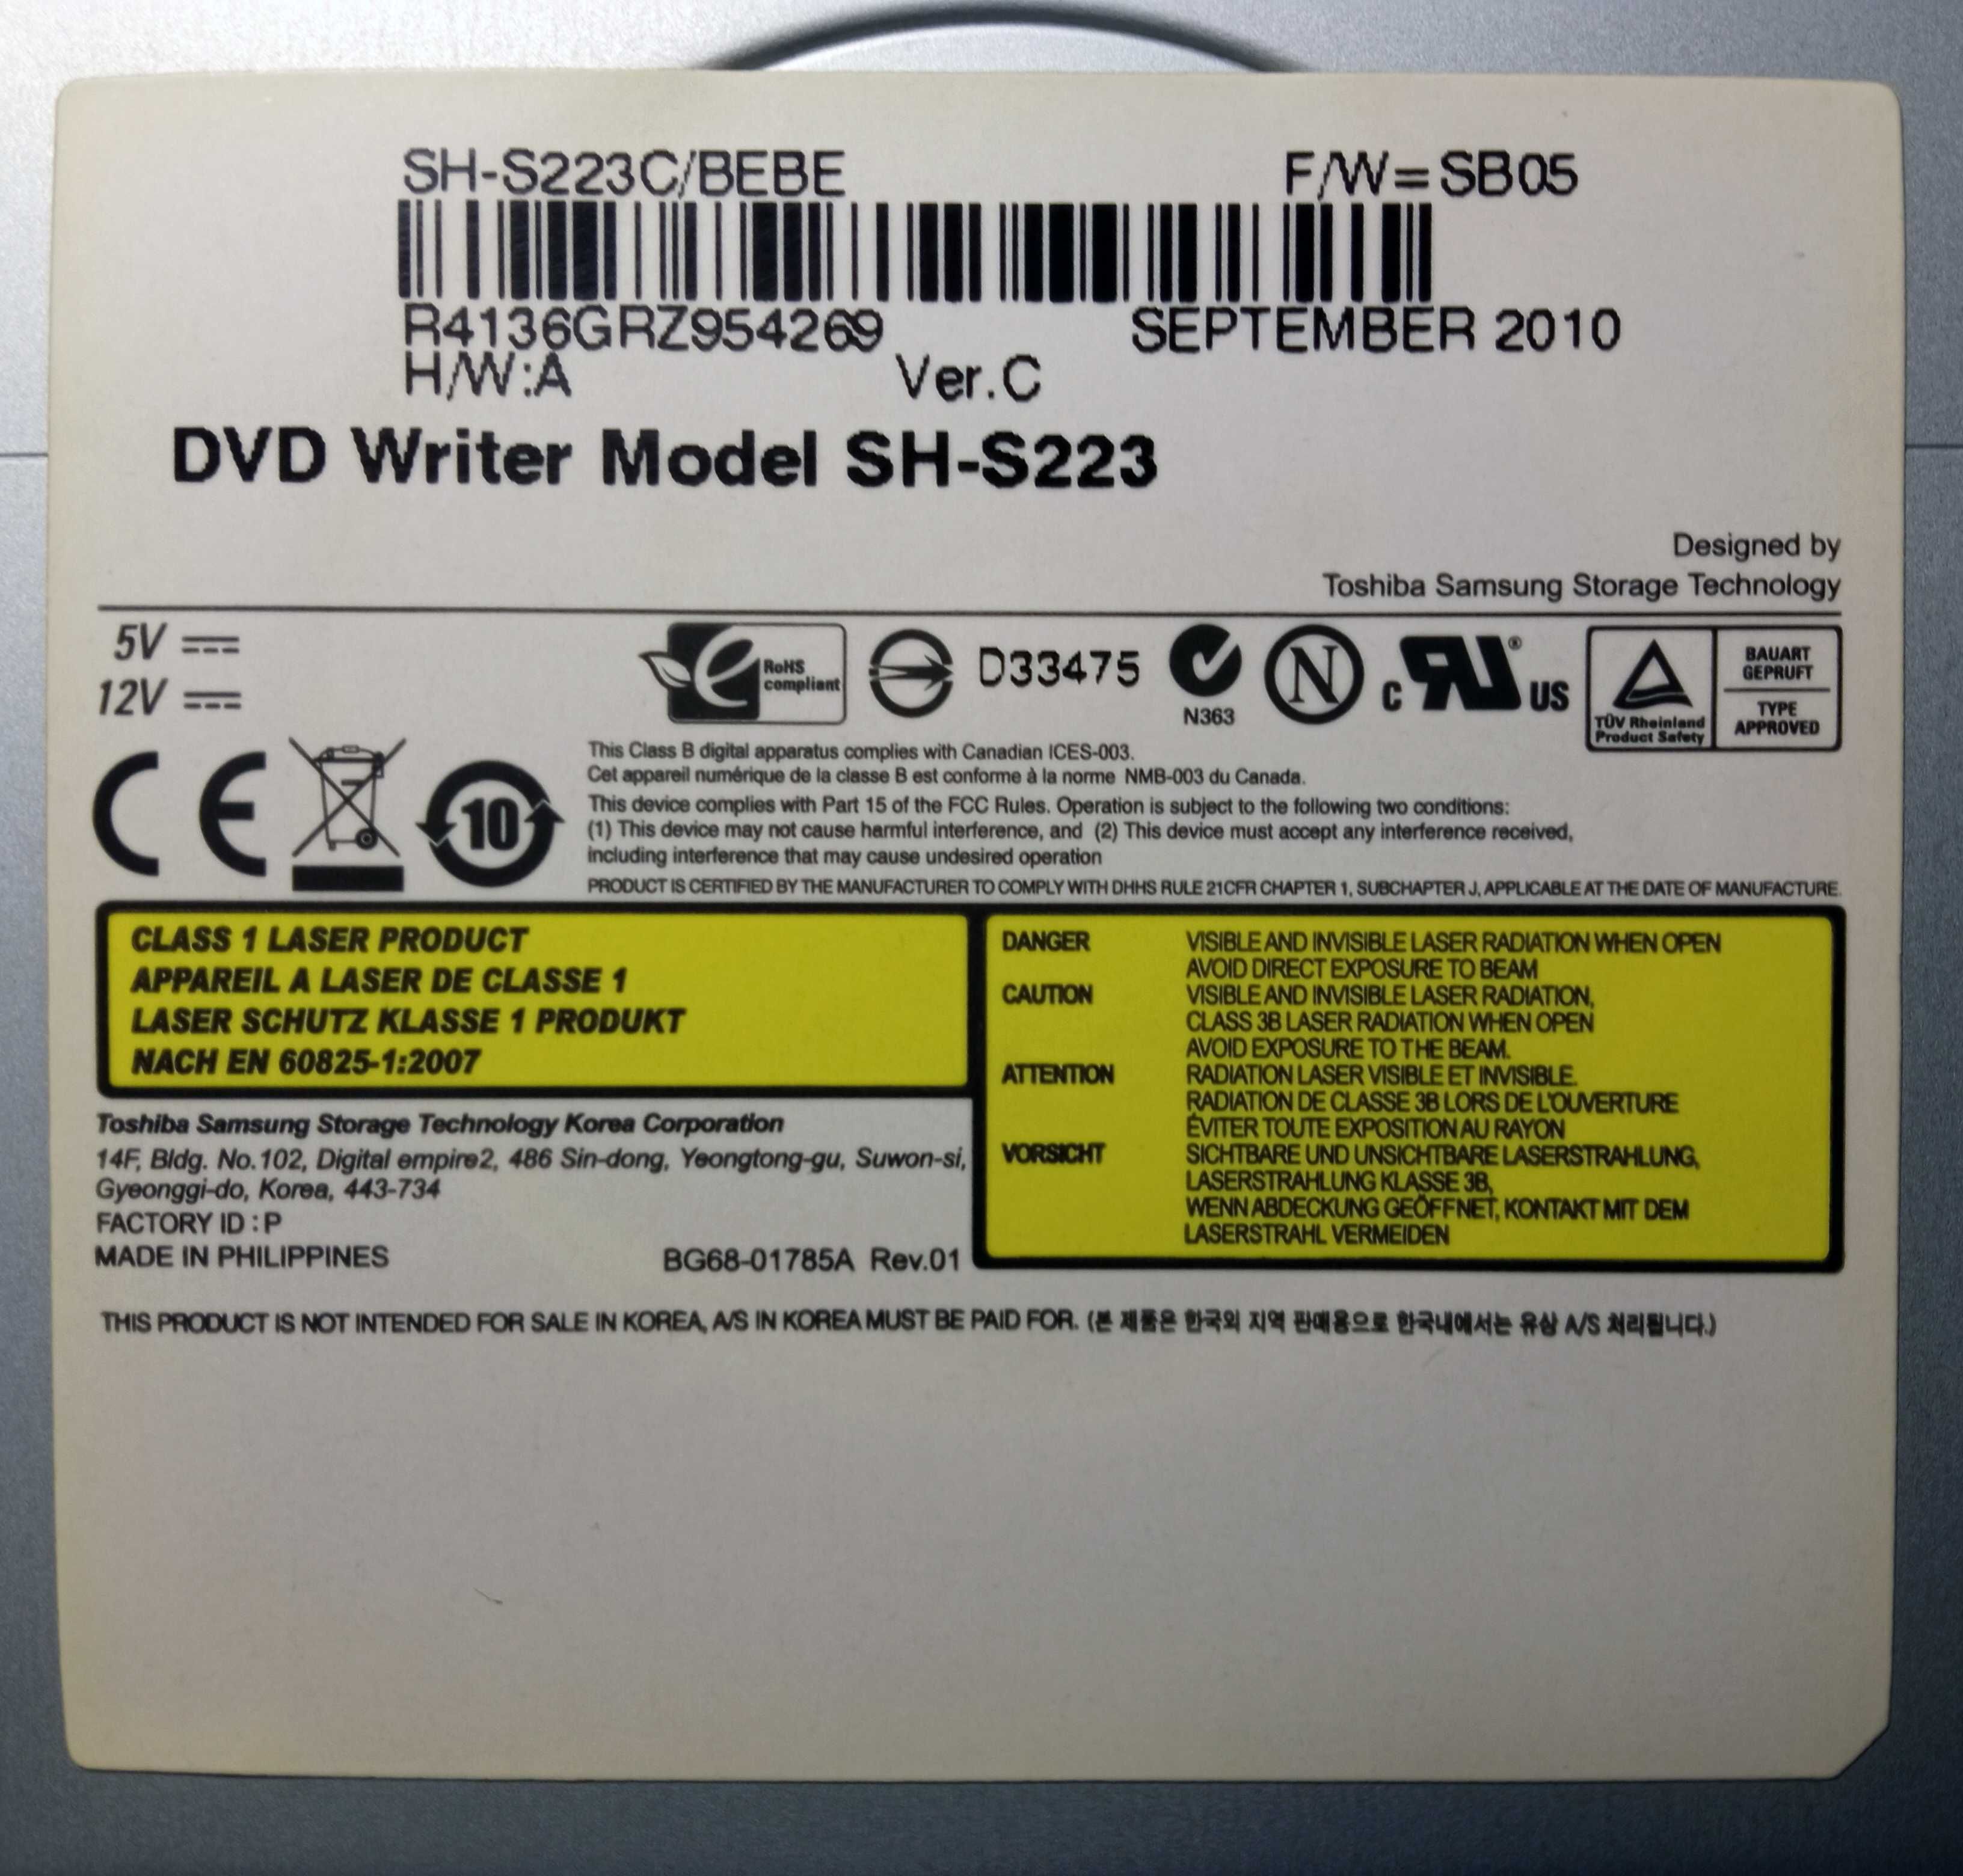 SH-S223C/BEBE F/W=SB05
R4136GRZ954269 SEPTEMBER 2010
H/W:A Ver.C
DVD Writer Model SH-S223
Designed by
Toshiba Samsung Storage Technology
5V
12V
e RoHS
compliant
D33475
N363
N
c RU ® US
TÜV Rheinland
Product Safety
BAUART
GEPRUFT
TYPE
APPROVED
CE
10
This Class B digital apparatus complies with Canadian ICES-003.
Cet appareil numérique de la classe B est conforme à la norme NMB-003 du Canada.
This device complies with Part 15 of the FCC Rules. Operation is subject to the following two conditions:
(1) This device may not cause harmful interference, and (2) This device must accept any interference received,
including interference that may cause undesired operation
PRODUCT IS CERTIFIED BY THE MANUFACTURER TO COMPLY WITH DHHS RULE 21CFR CHAPTER 1, SUBCHAPTER J, APPLICABLE AT THE DATE OF MANUFACTURE.
CLASS 1 LASER PRODUCT
APPAREIL A LASER DE CLASSE 1
LASER SCHUTZ KLASSE 1 PRODUKT
NACH EN 60825-1:2007
DANGER VISIBLE AND INVISIBLE LASER RADIATION WHEN OPEN
AVOID DIRECT EXPOSURE TO BEAM
CAUTION VISIBLE AND INVISIBLE LASER RADIATION,
CLASS 3B LASER RADIATION WHEN OPEN
AVOID EXPOSURE TO THE BEAM.
ATTENTION RADIATION LASER VISIBLE ET INVISIBLE.
RADIATION DE CLASSE 3B LORS DE L'OUVERTURE
ÉVITER TOUTE EXPOSITION AU RAYON
VORSICHT SICHTBARE UND UNSICHTBARE LASERSTRAHLUNG,
LASERSTRAHLUNG KLASSE 3B,
WENN ABDECKUNG GEÖFFNET, KONTAKT MIT DEM
LASERSTRAHL VERMEIDEN
Toshiba Samsung Storage Technology Korea Corporation
14F, Bldg. No.102, Digital empire2, 486 Sin-dong, Yeongtong-gu, Suwon-si,
Gyeonggi-do, Korea, 443-734
FACTORY ID : P
MADE IN PHILIPPINES BG68-01785A Rev.01
THIS PRODUCT IS NOT INTENDED FOR SALE IN KOREA, A/S IN KOREA MUST BE PAID FOR. (본 제품은 한국외 지역 판매용으로 한국내에서는 유상 A/S 처리됩니다.)